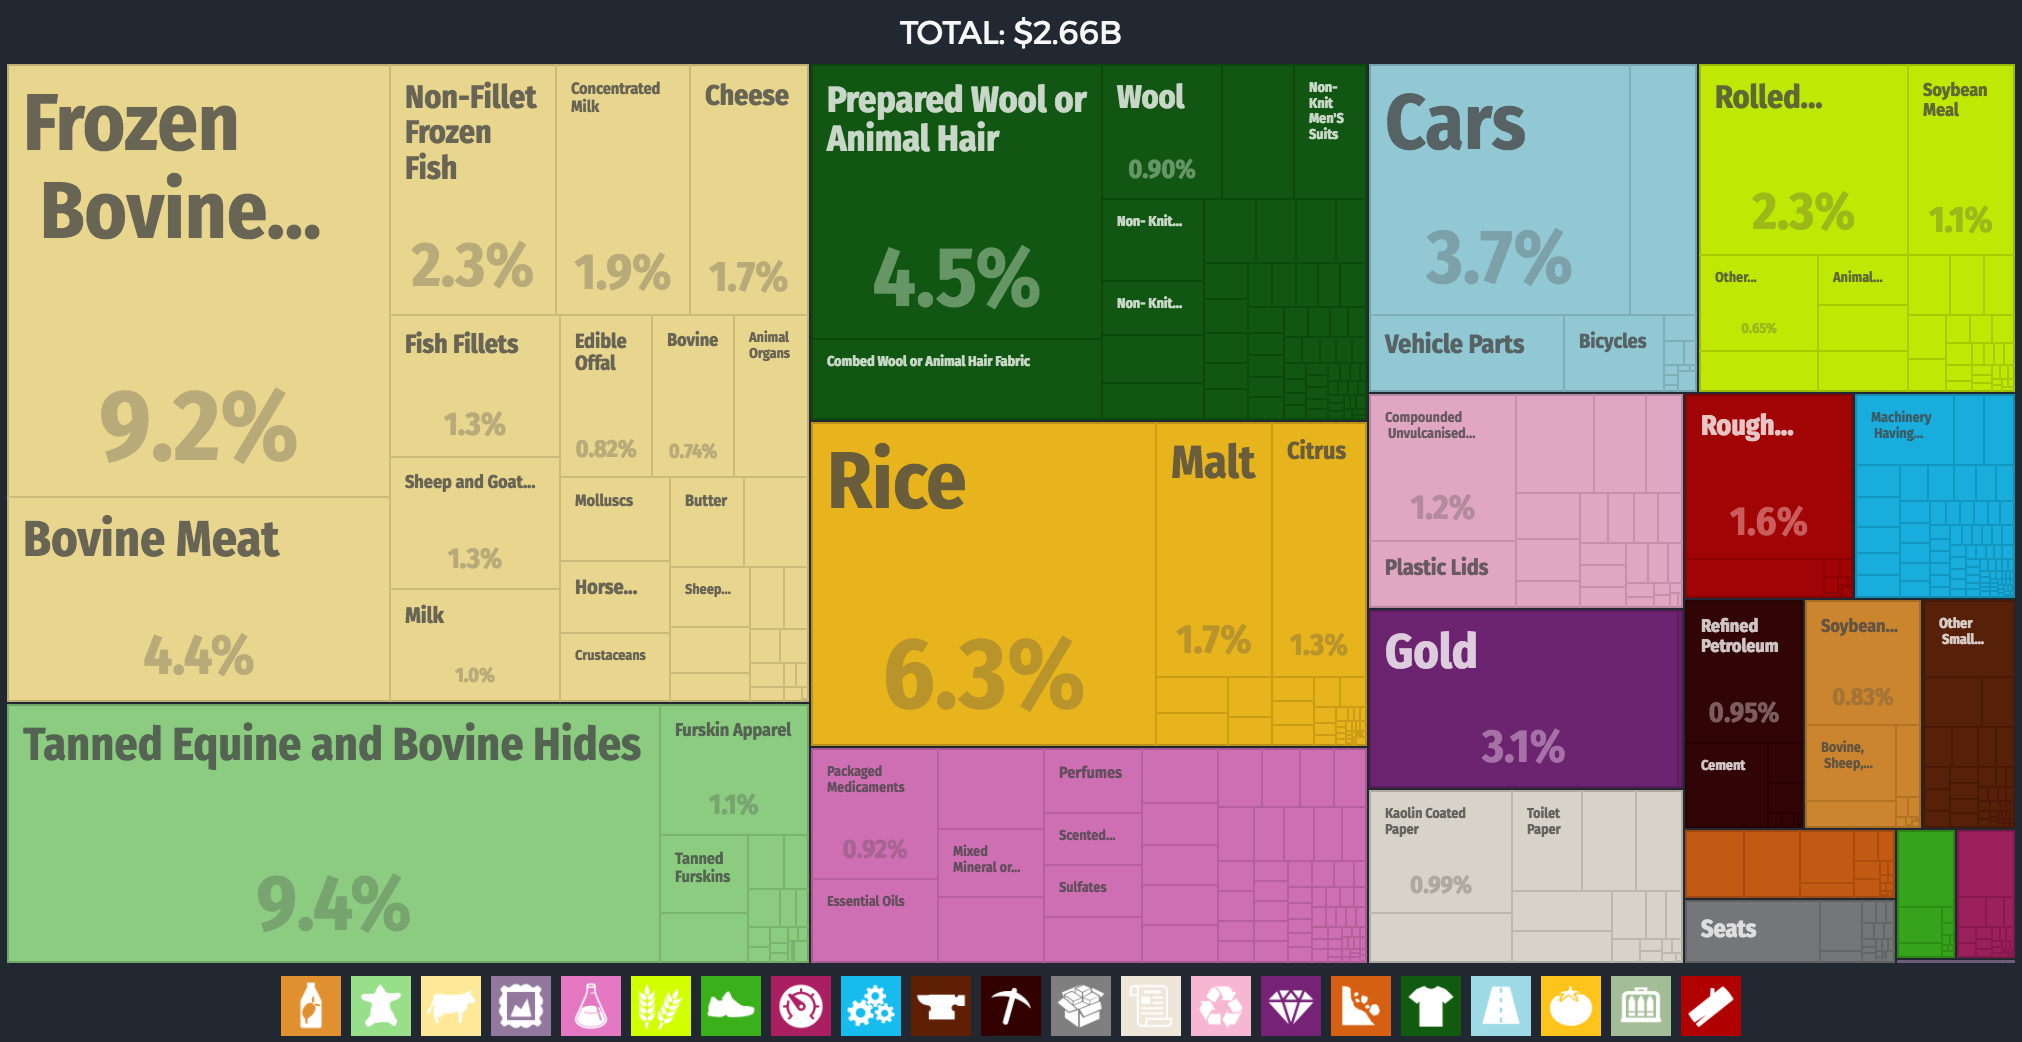 TOTAL: $2.66B
Frozen
Bovine...
9.2%
Bovine Meat
4.4%
Non-Fillet
Frozen
Fish
2.3%
Concentrated
Milk
1.9%
Cheese
1.7%
Fish Fillets
1.3%
Sheep and Goat...
1.3%
Milk
1.0%
Edible
Offal
0.82%
Bovine
0.74%
Animal
Organs
Molluscs
Butter
Horse...
Sheep...
Crustaceans
Tanned Equine and Bovine Hides
9.4%
Furskin Apparel
1.1%
Tanned
Furskins
Prepared Wool or
Animal Hair
4.5%
Combed Wool or Animal Hair Fabric
Wool
0.90%
Non-
Knit
Men'S
Suits
Non- Knit...
Non- Knit...
Rice
6.3%
Malt
1.7%
Citrus
1.3%
Packaged
Medicaments
0.92%
Essential Oils
Mixed
Mineral or...
Perfumes
Scented...
Sulfates
Cars
3.7%
Vehicle Parts
Bicycles
Rolled...
2.3%
Soybean
Meal
1.1%
Other...
0.65%
Animal...
Compounded
Unvulcanised...
1.2%
Plastic Lids
Rough...
1.6%
Machinery
Having...
Gold
3.1%
Refined
Petroleum
0.95%
Cement
Soybean...
0.83%
Bovine,
Sheep,...
Other
Small...
Kaolin Coated
Paper
0.99%
Toilet
Paper
Seats